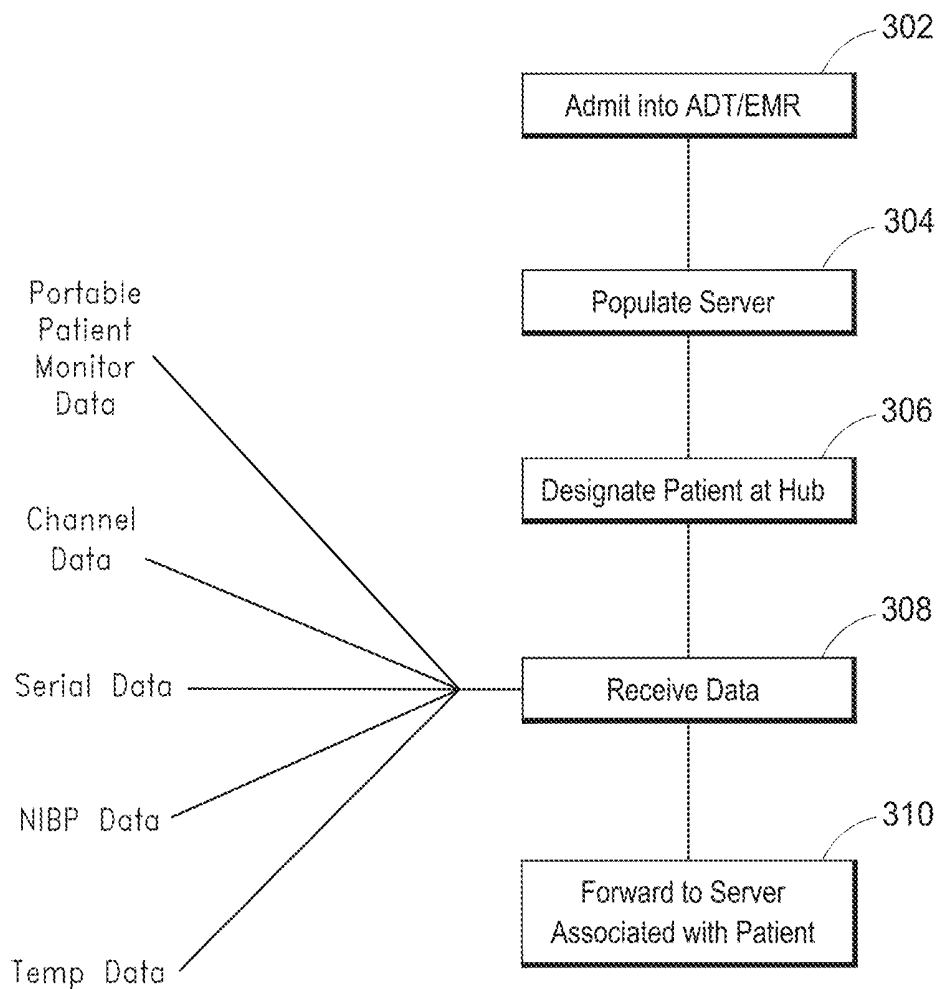 302
Admit into ADT/EMR
304
Populate Server
306
Designate Patient at Hub
308
Receive Data
310
Forward to Server
Associated with Patient
Portable
Patient
Monitor
Data
Channel
Data
Serial Data
NIBP Data
Temp Data